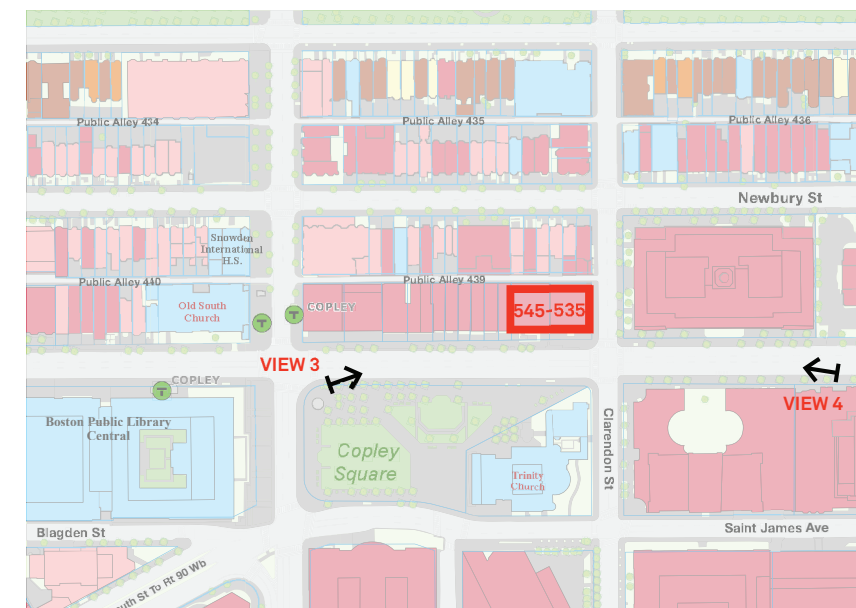 Public Alley 434
Public Alley 435
Public Alley 436
Newbury St
Snowden
International
H.S.
Public Alley 440
Public Alley 439
Old South
Church
COPLEY
545-535
VIEW 3
COPLEY
VIEW 4
Boston Public Library
Central
Copley
Square
Clarendon St
Trinity
Church
Blagden St
Saint James Ave
outh St To Rt 90 Wb
T
T
T